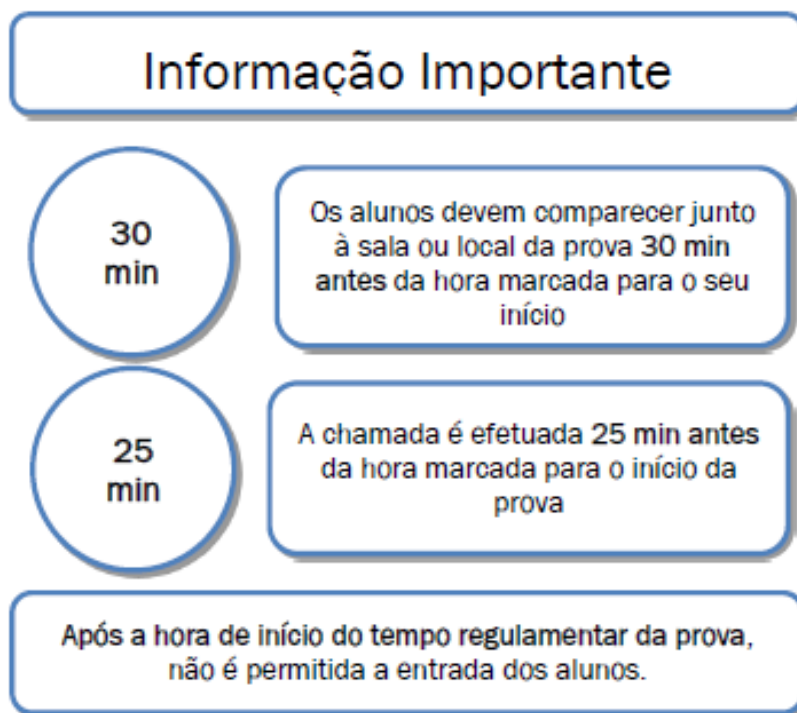 Informação Importante
30
min
Os alunos devem comparecer junto
à sala ou local da prova 30 min
antes da hora marcada para o seu
início
25
min
A chamada é efetuada 25 min antes
da hora marcada para o início da
prova
Após a hora de início do tempo regulamentar da prova,
não é permitida a entrada dos alunos.